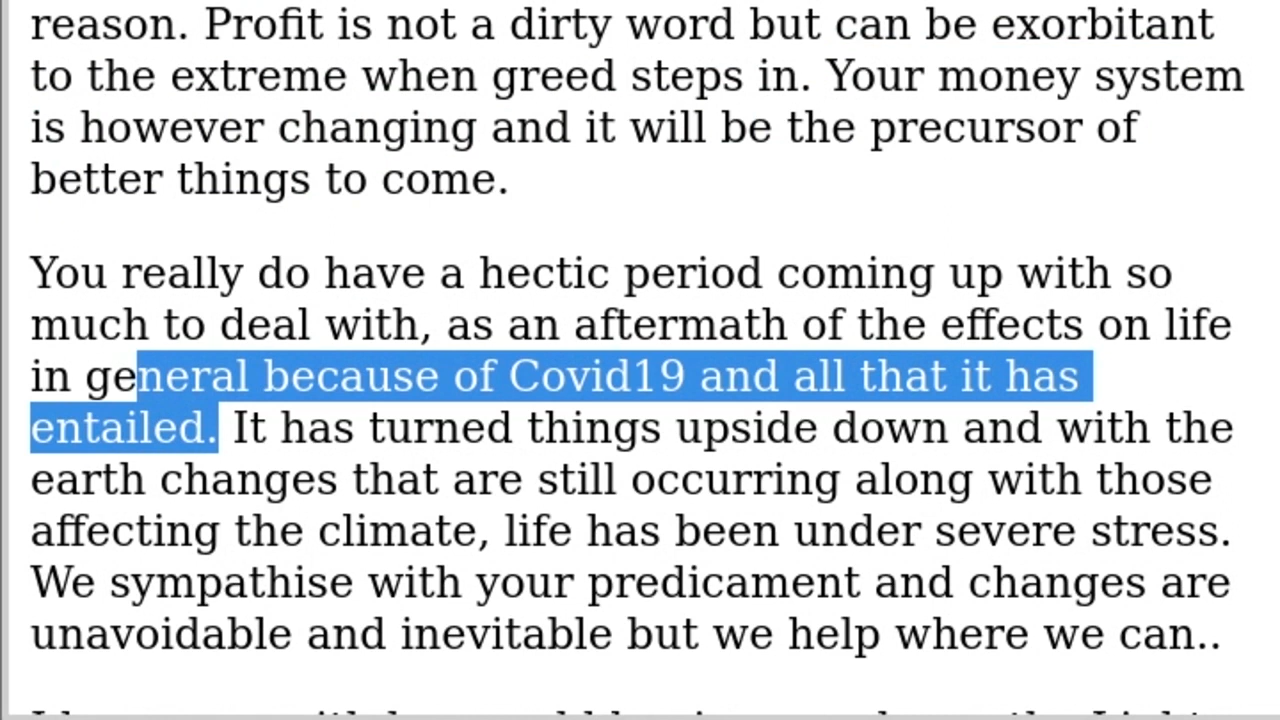 reason. Profit is not a dirty word but can be exorbitant
to the extreme when greed steps in. Your money system
is however changing and it will be the precursor of
better things to come.
You really do have a hectic period coming up with so
much to deal with, as an aftermath of the effects on life
in general because of Covid19 and all that it has
entailed. It has turned things upside down and with the
earth changes that are still occurring along with those
affecting the climate, life has been under severe stress.
We sympathise with your predicament and changes are
unavoidable and inevitable but we help where we can..